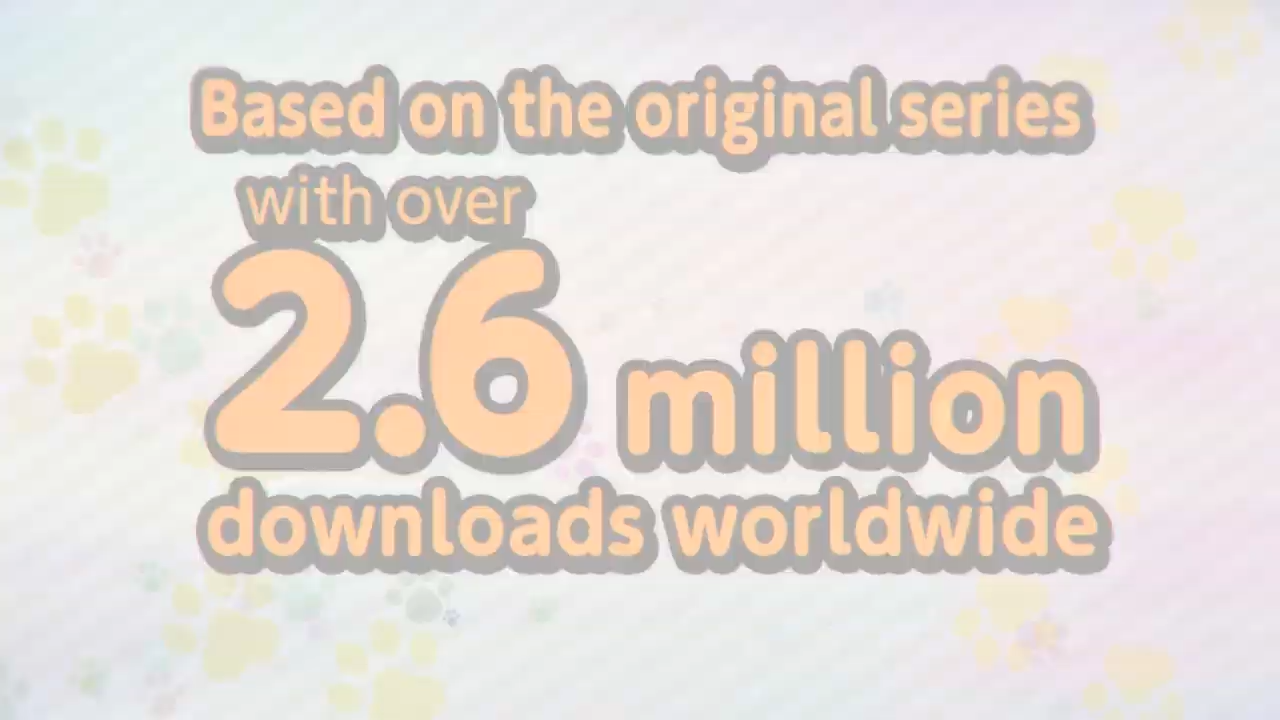 Based on the original series
with over
2.6 million
downloads worldwide